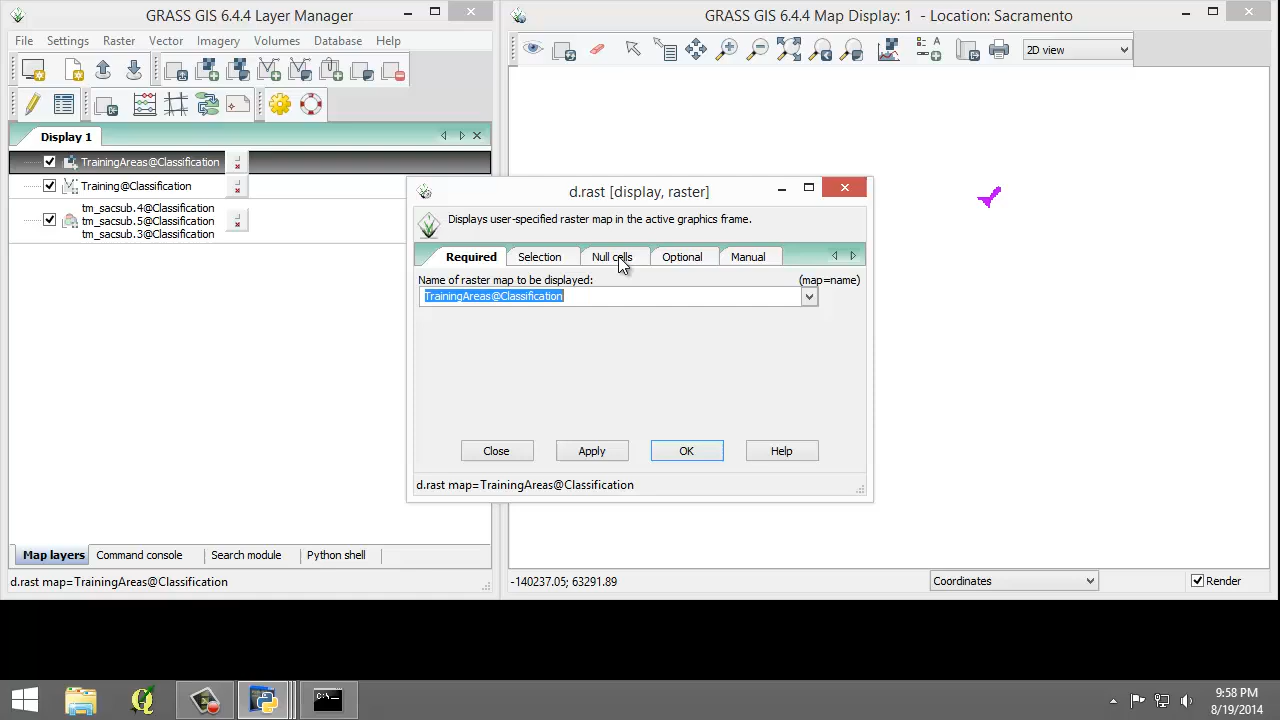 GRASS GIS 6.4.4 Layer Manager
File Settings Raster Vector Imagery Volumes Database Help
Display 1
TrainingAreas@Classification
Training@Classification
tm_sacsub.4@Classification
tm_sacsub.5@Classification
tm_sacsub.3@Classification
Map layers Command console Search module Python shell
d.rast map=TrainingAreas@Classification
GRASS GIS 6.4.4 Map Display: 1 - Location: Sacramento
2D view
d.rast [display, raster]
Displays user-specified raster map in the active graphics frame.
Required Selection Null cells Optional Manual
Name of raster map to be displayed: (map=name)
TrainingAreas@Classification
Close Apply OK Help
d.rast map=TrainingAreas@Classification
-140237.05; 63291.89 Coordinates Render
9:58 PM
8/19/2014